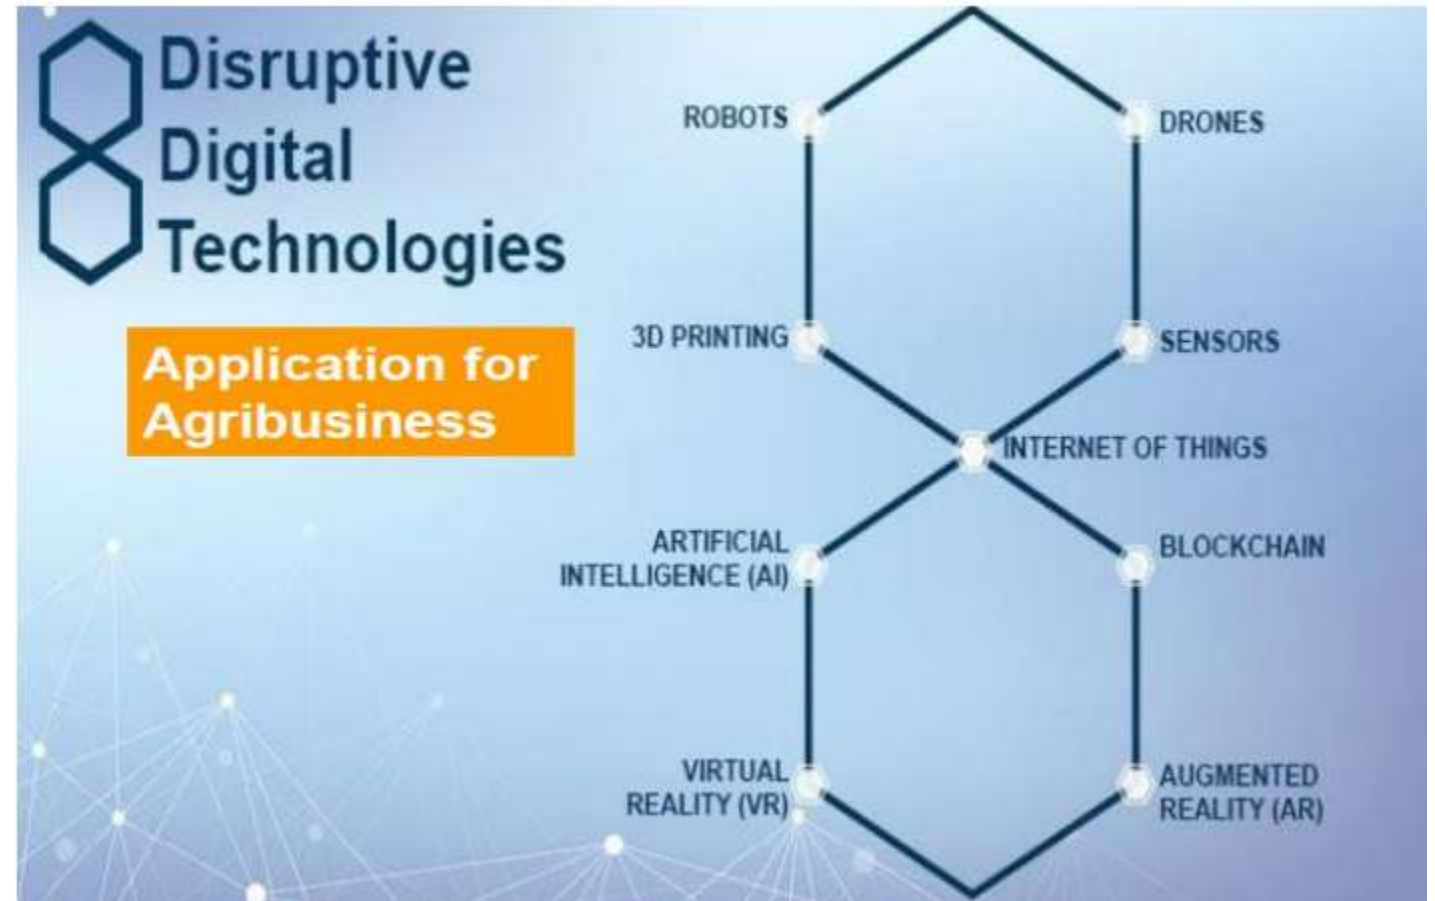 Disruptive
Digital
Technologies
Application for
Agribusiness
ROBOTS
DRONES
3D PRINTING
SENSORS
INTERNET OF THINGS
ARTIFICIAL
INTELLIGENCE (AI)
BLOCKCHAIN
VIRTUAL
REALITY (VR)
AUGMENTED
REALITY (AR)